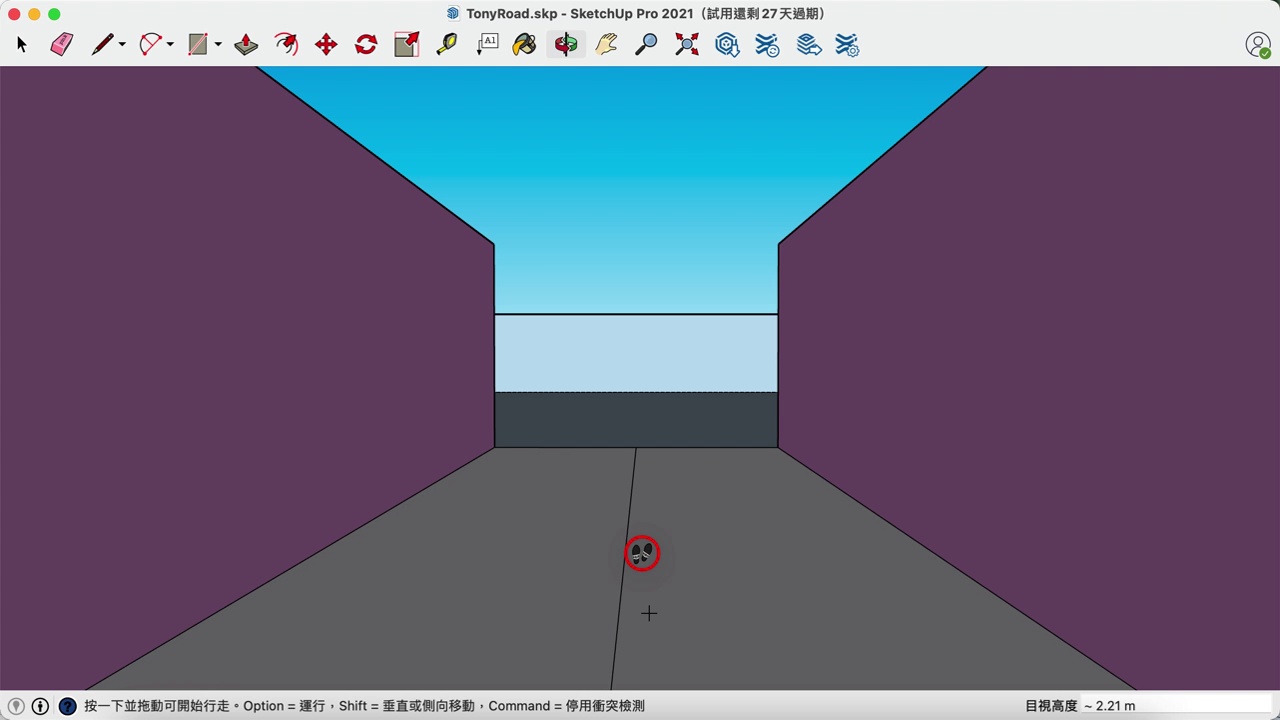 TonyRoad.skp - SketchUp Pro 2021（試用還剩 27 天過期）
A1
按一下並拖動可開始行走。Option = 運行，Shift = 垂直或側向移動，Command = 停用衝突檢測
目視高度 ~ 2.21 m